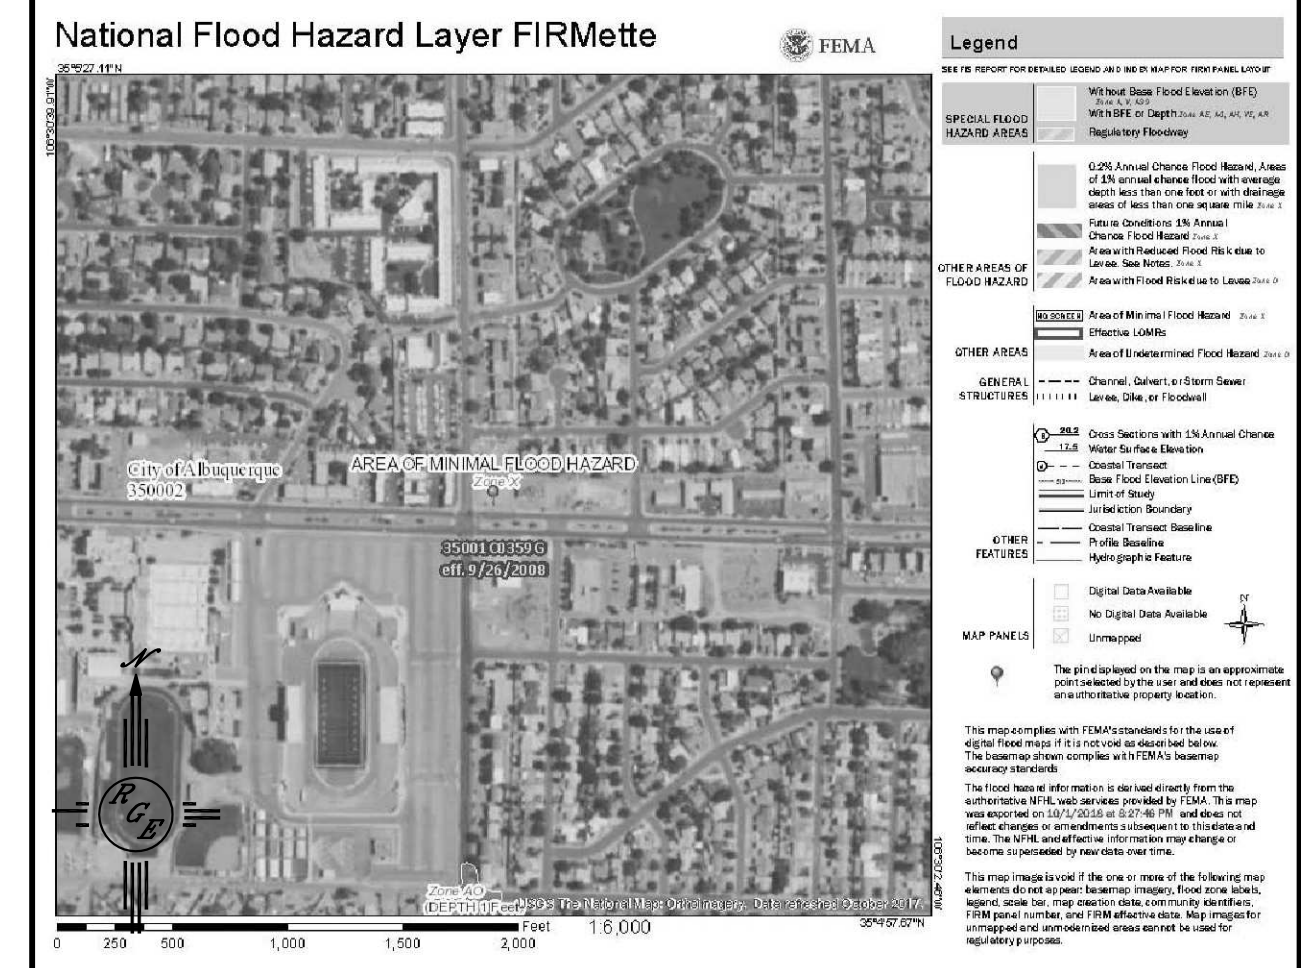 National Flood Hazard Layer FIRMette
FEMA
Legend
35°5'27.11"N
106°30'39.91"W
SEE FIS REPORT FOR DETAILED LEGEND AND INDEX MAP FOR FIRM PANEL LAYOUT
SPECIAL FLOOD
HAZARD AREAS
Without Base Flood Elevation (BFE)
Zone A, V, A99
With BFE or Depth Zone AE, AO, AH, VE, AR
Regulatory Floodway
0.2% Annual Chance Flood Hazard, Areas
of 1% annual chance flood with average
depth less than one foot or with drainage
areas of less than one square mile Zone X
Future Conditions 1% Annual
Chance Flood Hazard Zone X
Area with Reduced Flood Risk due to
Levee. See Notes. Zone X
Area with Flood Risk due to Levee Zone D
OTHER AREAS OF
FLOOD HAZARD
NO SCREEN Area of Minimal Flood Hazard Zone X
Effective LOMRs
OTHER AREAS
Area of Undetermined Flood Hazard Zone D
GENERAL
STRUCTURES
Channel, Culvert, or Storm Sewer
Levee, Dike, or Floodwall
20.2 Cross Sections with 1% Annual Chance
17.5 Water Surface Elevation
Coastal Transect
Base Flood Elevation Line (BFE)
Limit of Study
Jurisdiction Boundary
Coastal Transect Baseline
OTHER
FEATURES
Profile Baseline
Hydrographic Feature
Digital Data Available
No Digital Data Available
N
MAP PANELS
Unmapped
The pin displayed on the map is an approximate
point selected by the user and does not represent
an authoritative property location.
This map complies with FEMA's standards for the use of
digital flood maps if it is not void as described below.
The basemap shown complies with FEMA's basemap
accuracy standards
The flood hazard information is derived directly from the
authoritative NFHL web services provided by FEMA. This map
was exported on 10/1/2018 at 8:27:46 PM and does not
reflect changes or amendments subsequent to this date and
time. The NFHL and effective information may change or
become superseded by new data over time.
This map image is void if the one or more of the following map
elements do not appear: basemap imagery, flood zone labels,
legend, scale bar, map creation date, community identifiers,
FIRM panel number, and FIRM effective date. Map images for
unmapped and unmodernized areas cannot be used for
regulatory purposes.
City of Albuquerque
350002
AREA OF MINIMAL FLOOD HAZARD
Zone X
35001C0359G
eff. 9/26/2008
N
RGE
Zone AO
(DEPTH 1 Feet)
USGS The National Map: Orthoimagery. Data refreshed October 2017.
106°30'2.46"W
35°4'57.67"N
Feet
1:6,000
0 250 500 1,000 1,500 2,000